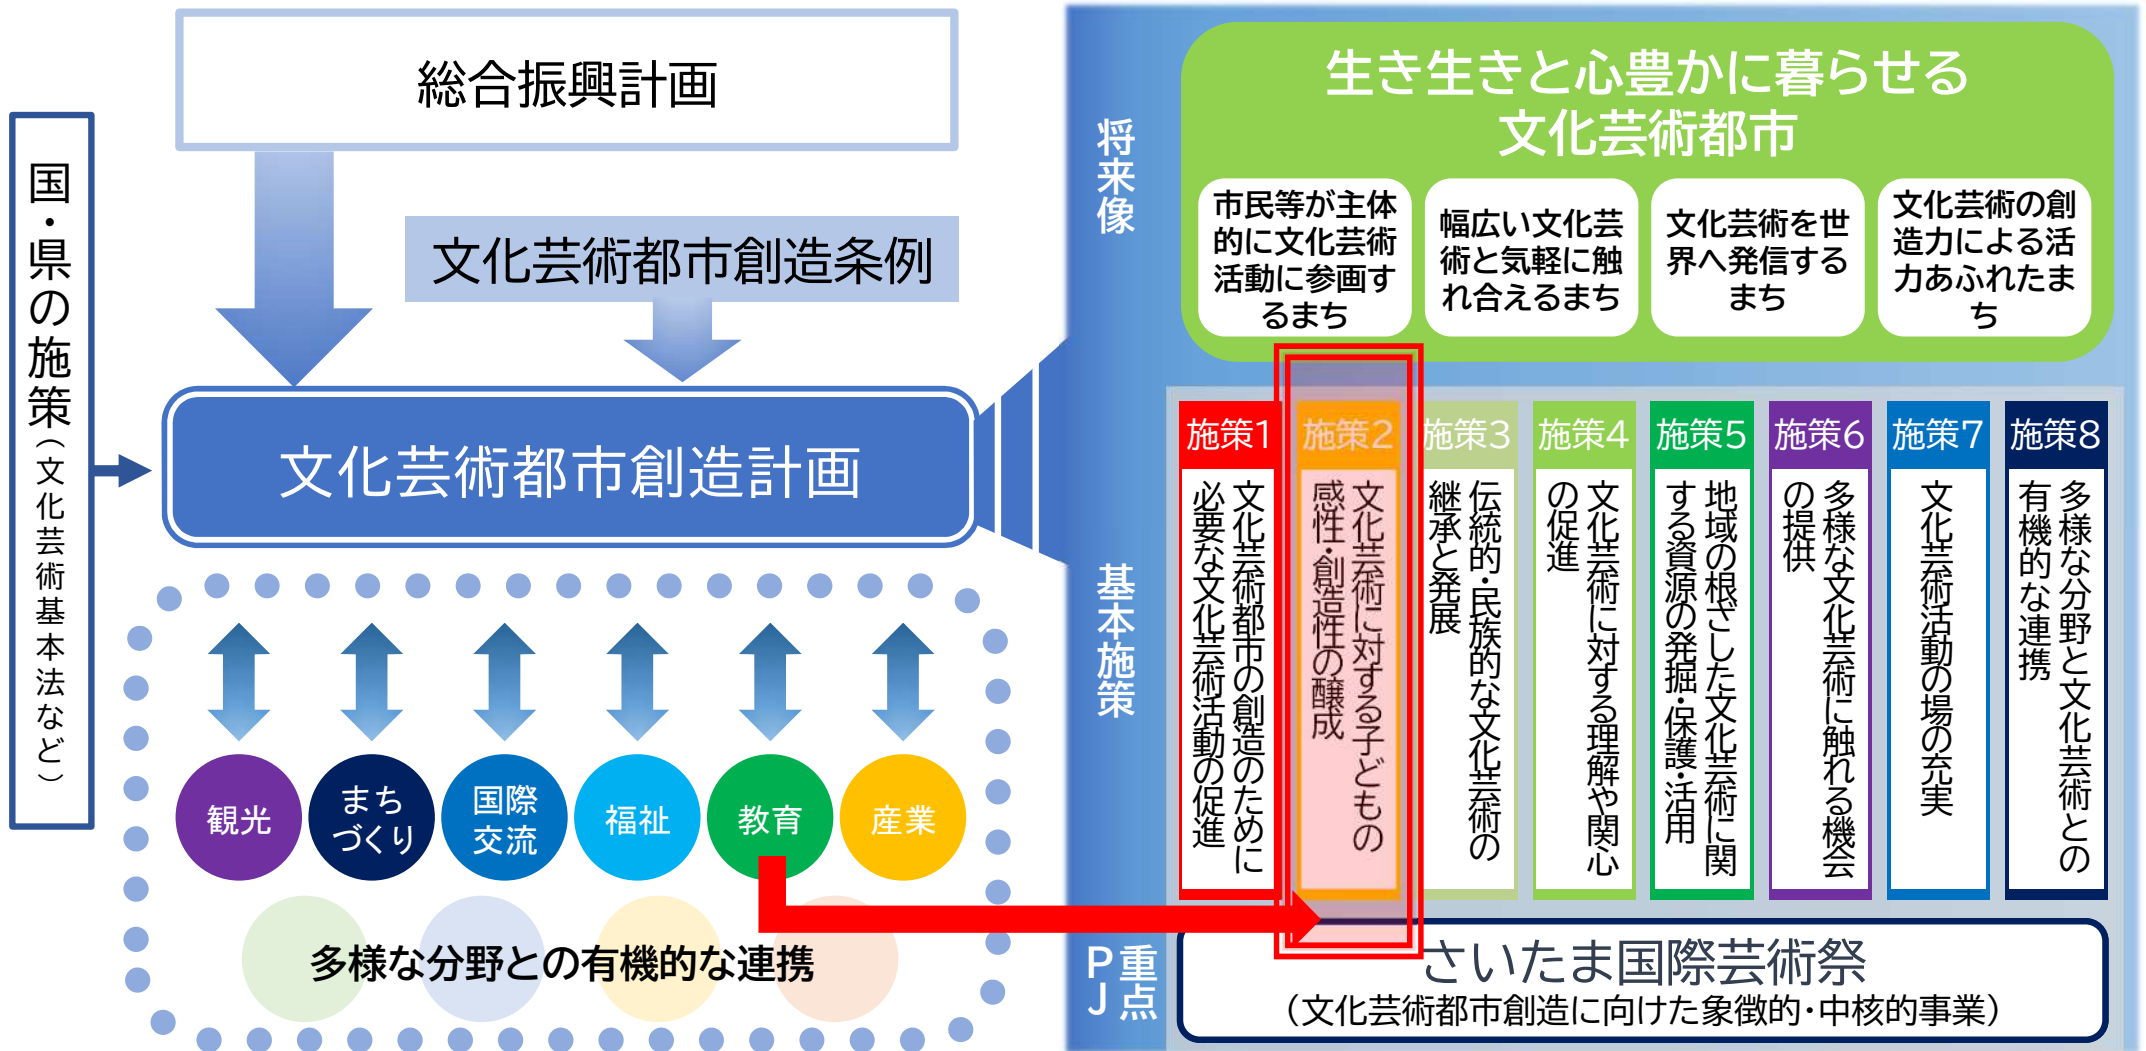 総合振興計画
国・県の施策（文化芸術基本法など）
文化芸術都市創造条例
文化芸術都市創造計画
観光
まち
づくり
国際
交流
福祉
教育
産業
多様な分野との有機的な連携
将来像
生き生きと心豊かに暮らせる
文化芸術都市
市民等が主体
的に文化芸術
活動に参画す
るまち
幅広い文化芸
術と気軽に触
れ合えるまち
文化芸術を世
界へ発信する
まち
文化芸術の創
造力による活
力あふれたま
ち
基本施策
施策1
文化芸術都市の創造のために
必要な文化芸術活動の促進
施策2
文化芸術に対する子どもの
感性・創造性の醸成
施策3
伝統的・民族的な文化芸術の
継承と発展
施策4
文化芸術に対する理解や関心
の促進
施策5
地域の根ざした文化芸術に関
する資源の発掘・保護・活用
施策6
多様な文化芸術に触れる機会
の提供
施策7
文化芸術活動の場の充実
施策8
多様な分野と文化芸術との
有機的な連携
重点
ＰＪ
さいたま国際芸術祭
（文化芸術都市創造に向けた象徴的・中核的事業）